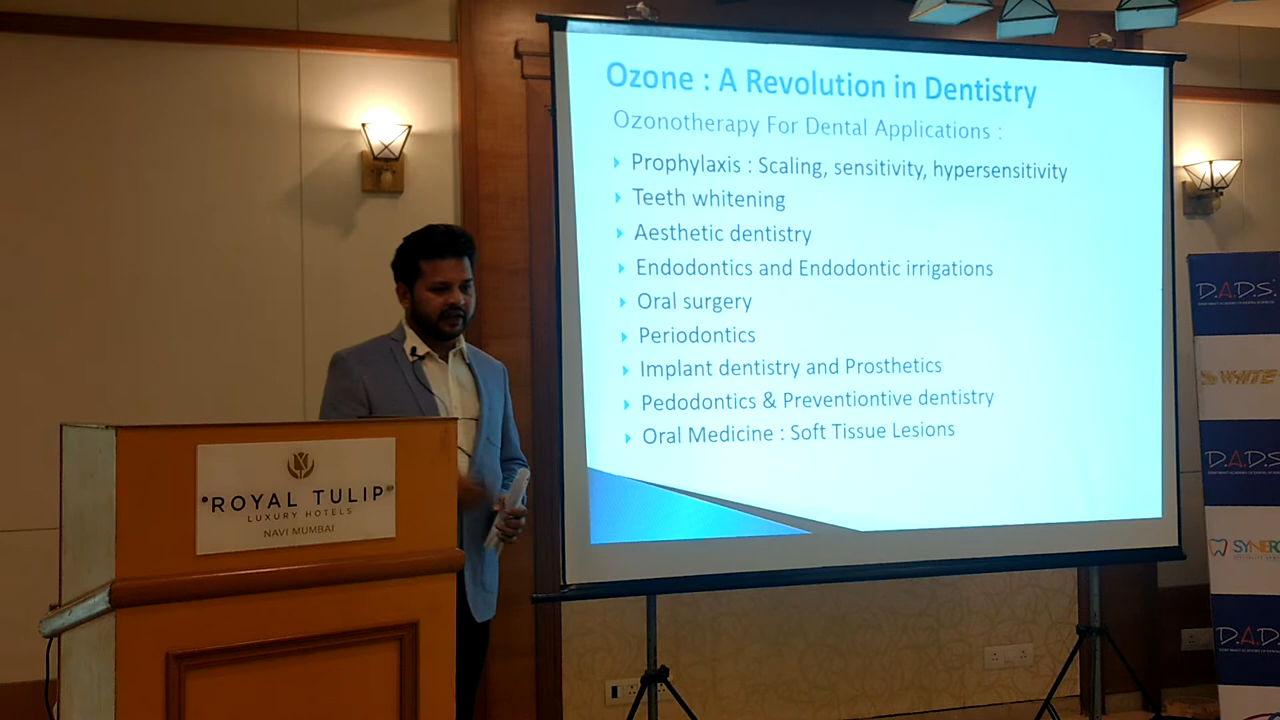 Ozone : A Revolution in Dentistry
Ozonotherapy For Dental Applications :
Prophylaxis : Scaling, sensitivity, hypersensitivity
Teeth whitening
Aesthetic dentistry
Endodontics and Endodontic irrigations
Oral surgery
Periodontics
Implant dentistry and Prosthetics
Pedodontics & Preventiontive dentistry
Oral Medicine : Soft Tissue Lesions
ROYAL TULIP
LUXURY HOTELS
NAVI MUMBAI
D.A.D.S.
WHITE
D.A.D.S
SYNERG
D.A.D.